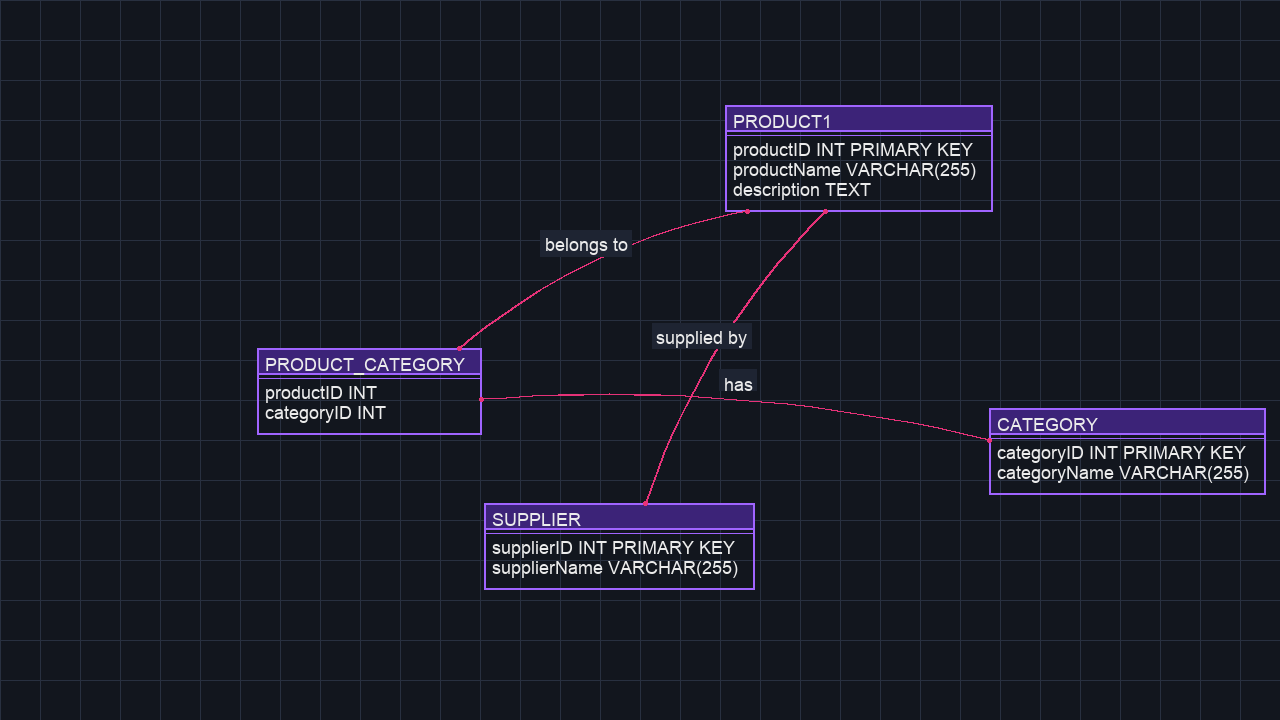 PRODUCT1
productID INT PRIMARY KEY
productName VARCHAR(255)
description TEXT
belongs to
supplied by
PRODUCT_CATEGORY
productID INT
categoryID INT
has
CATEGORY
categoryID INT PRIMARY KEY
categoryName VARCHAR(255)
SUPPLIER
supplierID INT PRIMARY KEY
supplierName VARCHAR(255)